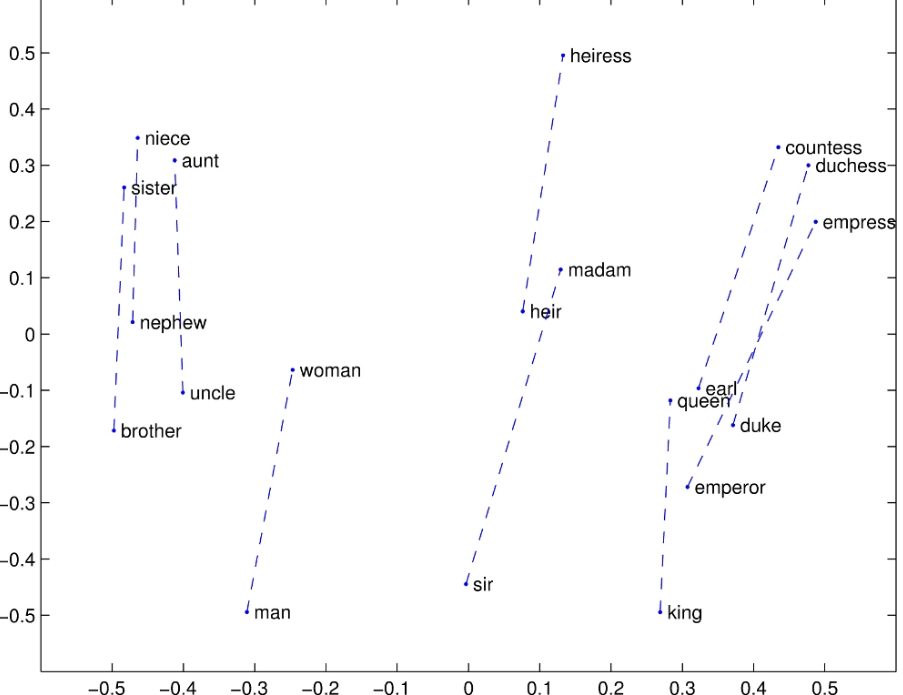 0.5
0.4
0.3
0.2
0.1
0
−0.1
−0.2
−0.3
−0.4
−0.5
heiress
niece
aunt
countess
duchess
sister
empress
madam
heir
nephew
woman
earl
uncle
queen
duke
brother
emperor
sir
man
king
−0.5 −0.4 −0.3 −0.2 −0.1 0 0.1 0.2 0.3 0.4 0.5